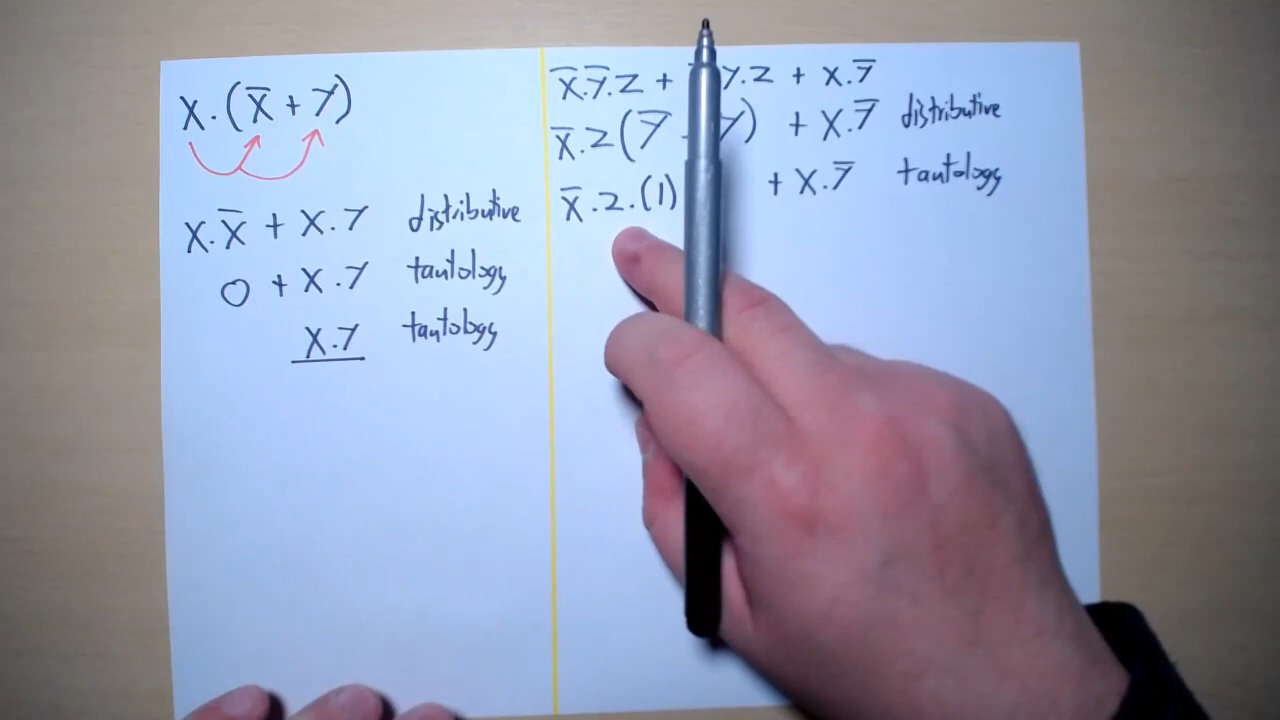 X.(X̅ + Y)
X.X̅ + X.Y distributive
0 + X.Y tautology
X.Y tautology
X̅.Y̅.Z + Y.Z + X.Y̅
X̅.Z(Y̅ Y) + X.Y̅ distributive
X̅.Z.(1) + X.Y̅ tautology